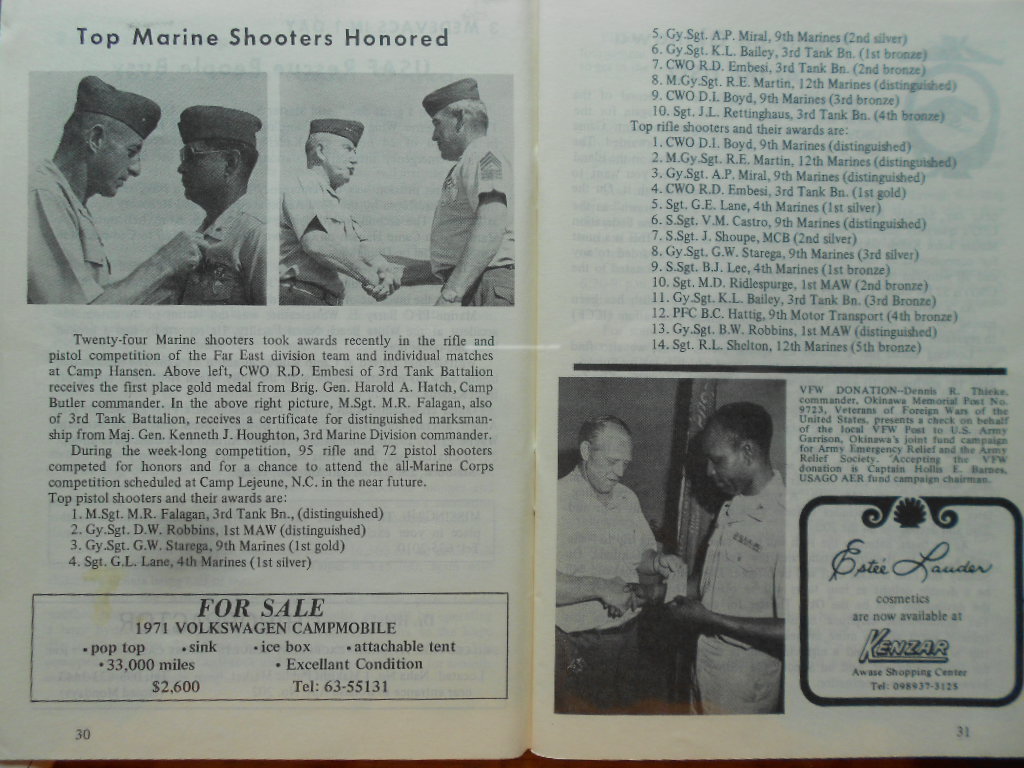 Top Marine Shooters Honored
Twenty-four Marine shooters took awards recently in the rifle and
pistol competition of the Far East division team and individual matches
at Camp Hansen. Above left, CWO R.D. Embesi of 3rd Tank Battalion
receives the first place gold medal from Brig. Gen. Harold A. Hatch, Camp
Butler commander. In the above right picture, M.Sgt. M.R. Falagan, also
of 3rd Tank Battalion, receives a certificate for distinguished marksman-
ship from Maj. Gen. Kenneth J. Houghton, 3rd Marine Division commander.
During the week-long competition, 95 rifle and 72 pistol shooters
competed for honors and for a chance to attend the all-Marine Corps
competition scheduled at Camp Lejeune, N.C. in the near future.
Top pistol shooters and their awards are:
1. M.Sgt. M.R. Falagan, 3rd Tank Bn., (distinguished)
2. Gy.Sgt. D.W. Robbins, 1st MAW (distinguished)
3. Gy.Sgt. G.W. Starega, 9th Marines (1st gold)
4. Sgt. G.L. Lane, 4th Marines (1st silver)
FOR SALE
1971 VOLKSWAGEN CAMPMOBILE
• pop top • sink • ice box • attachable tent
• 33,000 miles • Excellant Condition
$2,600 Tel: 63-55131
30
5. Gy.Sgt. A.P. Miral, 9th Marines (2nd silver)
6. Gy.Sgt. K.L. Bailey, 3rd Tank Bn. (1st bronze)
7. CWO R.D. Embesi, 3rd Tank Bn. (2nd bronze)
8. M.Gy.Sgt. R.E. Martin, 12th Marines (distinguished)
9. CWO D.I. Boyd, 9th Marines (3rd bronze)
10. Sgt. J.L. Rettinghaus, 3rd Tank Bn. (4th bronze)
Top rifle shooters and their awards are:
1. CWO D.I. Boyd, 9th Marines (distinguished)
2. M.Gy.Sgt. R.E. Martin, 12th Marines (distinguished)
3. Gy.Sgt. A.P. Miral, 9th Marines (distinguished)
4. CWO R.D. Embesi, 3rd Tank Bn. (1st gold)
5. Sgt. G.E. Lane, 4th Marines (1st silver)
6. S.Sgt. V.M. Castro, 9th Marines (distinguished)
7. S.Sgt. J. Shoupe, MCB (2nd silver)
8. Gy.Sgt. G.W. Starega, 9th Marines (3rd silver)
9. S.Sgt. B.J. Lee, 4th Marines (1st bronze)
10. Sgt. M.D. Ridlespurge, 1st MAW (2nd bronze)
11. Gy.Sgt. K.L. Bailey, 3rd Tank Bn. (3rd Bronze)
12. PFC B.C. Hattig, 9th Motor Transport (4th bronze)
13. Gy.Sgt. B.W. Robbins, 1st MAW (distinguished)
14. Sgt. R.L. Shelton, 12th Marines (5th bronze)
VFW DONATION--Dennis R. Thieke,
commander, Okinawa Memorial Post No.
9723, Veterans of Foreign Wars of the
United States, presents a check on behalf
of the local VFW Post to U.S. Army
Garrison, Okinawa's joint fund campaign
for Army Emergency Relief and the Army
Relief Society. Accepting the VFW
donation is Captain Hollis E. Barnes,
USAGO AER fund campaign chairman.
Estée Lauder
cosmetics
are now available at
KENZAR
Awase Shopping Center
Tel: 098937-3125
31